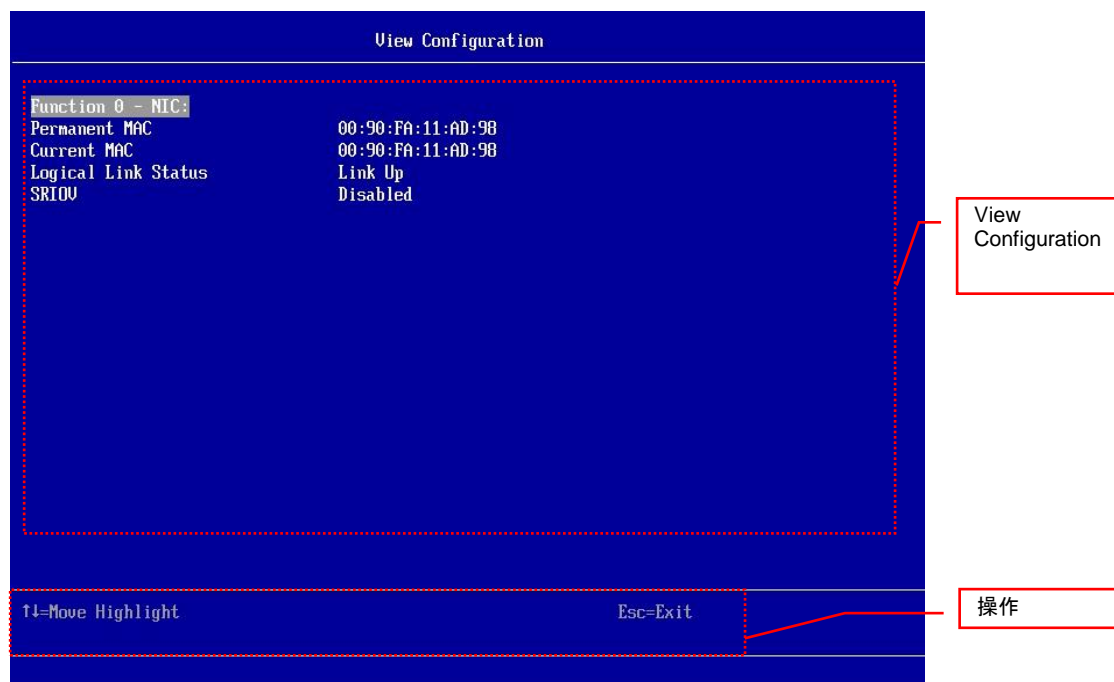 View Configuration
Function 0 - NIC:
Permanent MAC 00:90:FA:11:AD:98
Current MAC 00:90:FA:11:AD:98
Logical Link Status Link Up
SRIOV Disabled
View
Configuration
↑↓=Move Highlight Esc=Exit
操作